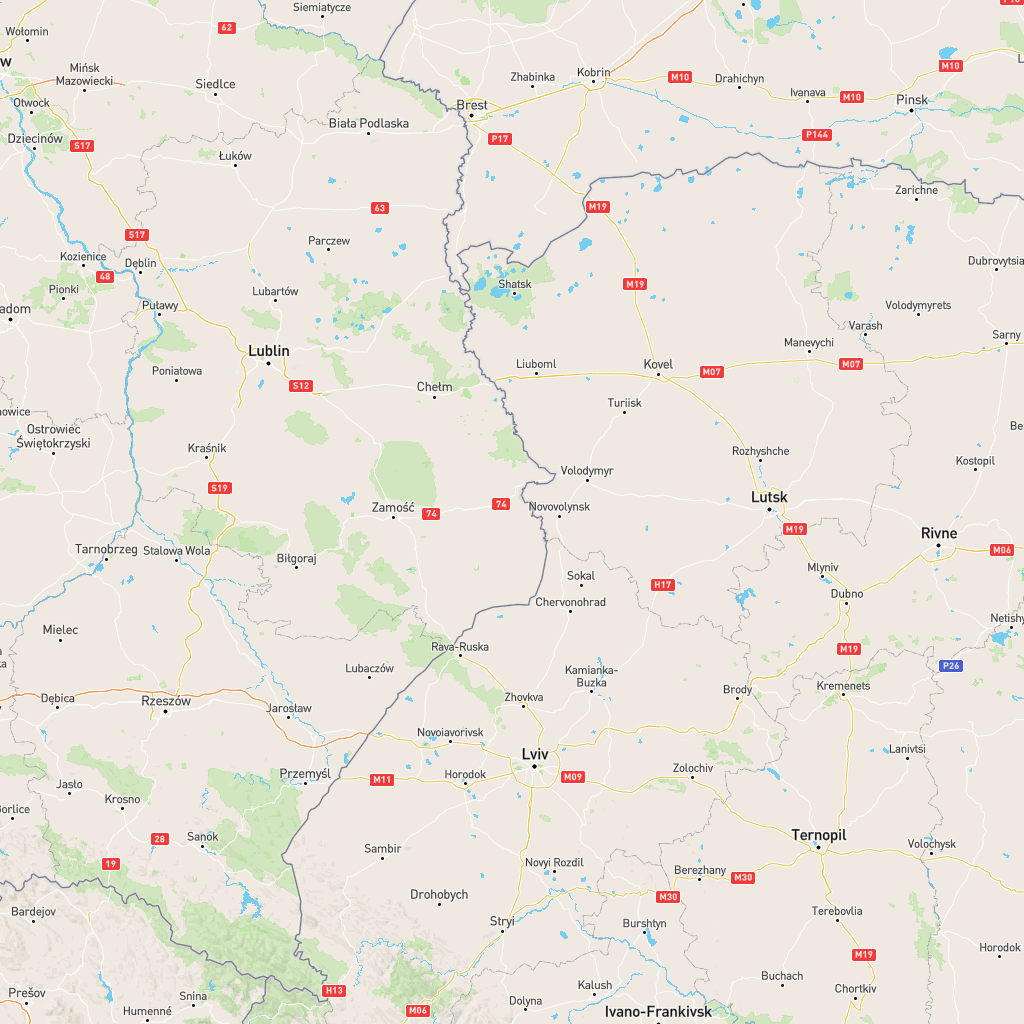 Siemiatycze
62
Wołomin
M10
Mińsk
Mazowiecki
Siedlce
Zhabinka
Kobrin
M10
Drahichyn
Ivanava
M10
Pinsk
Otwock
Brest
Dziecinów
S17
Biała Podlaska
P17
P144
Łuków
Zarichne
63
M19
S17
Parczew
Kozienice
Dęblin
48
Dubrovytsia
Pionki
Lubartów
Shatsk
M19
Puławy
Volodymyrets
Varash
Sarny
Manevychi
Lublin
Liuboml
Kovel
M07
M07
Poniatowa
S12
Chełm
Turiisk
Ostrowiec
Świętokrzyski
Kraśnik
Rozhyshche
Kostopil
Volodymyr
S19
Zamość
74
74
Novovolynsk
Lutsk
M19
Rivne
M06
Tarnobrzeg
Stalowa Wola
Biłgoraj
Sokal
H17
Mlyniv
Dubno
Chervonohrad
Mielec
Rava-Ruska
M19
P26
Lubaczów
Kamianka-
Buzka
Dębica
Rzeszów
Jarosław
Zhovkva
Brody
Kremenets
Novoiavorivsk
Lviv
Lanivtsi
Przemyśl
M11
Horodok
M09
Zolochiv
Jasło
Krosno
28
Sanok
Ternopil
Sambir
Volochysk
19
Novyi Rozdil
Berezhany
M30
Drohobych
M30
Bardejov
Stryi
Burshtyn
Terebovlia
M19
Horodok
Prešov
Snina
Humenné
H13
M06
Dolyna
Kalush
Buchach
Chortkiv
Ivano-Frankivsk